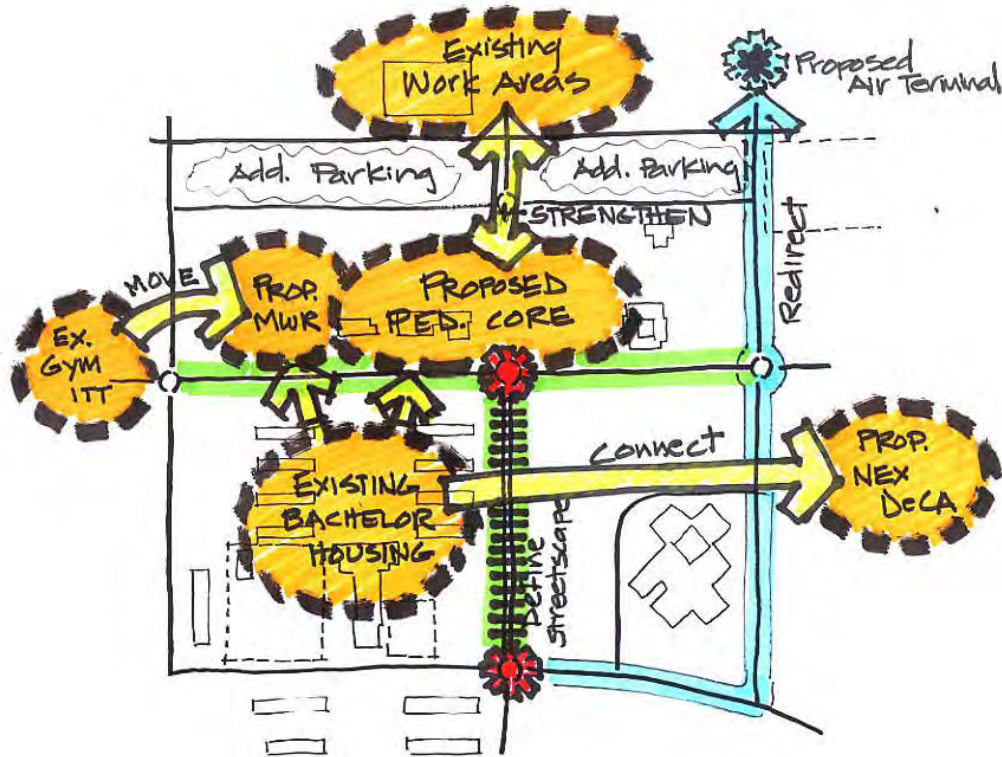 Existing
Work Areas
Proposed
Air Terminal
Add. Parking
Add. Parking
STRENGTHEN
Redirect
MOVE
PROP.
MWR
PROPOSED
PED. CORE
EX.
GYM
ITT
connect
PROP.
NEX
DeCA
EXISTING
BACHELOR
HOUSING
Define
Streetscape